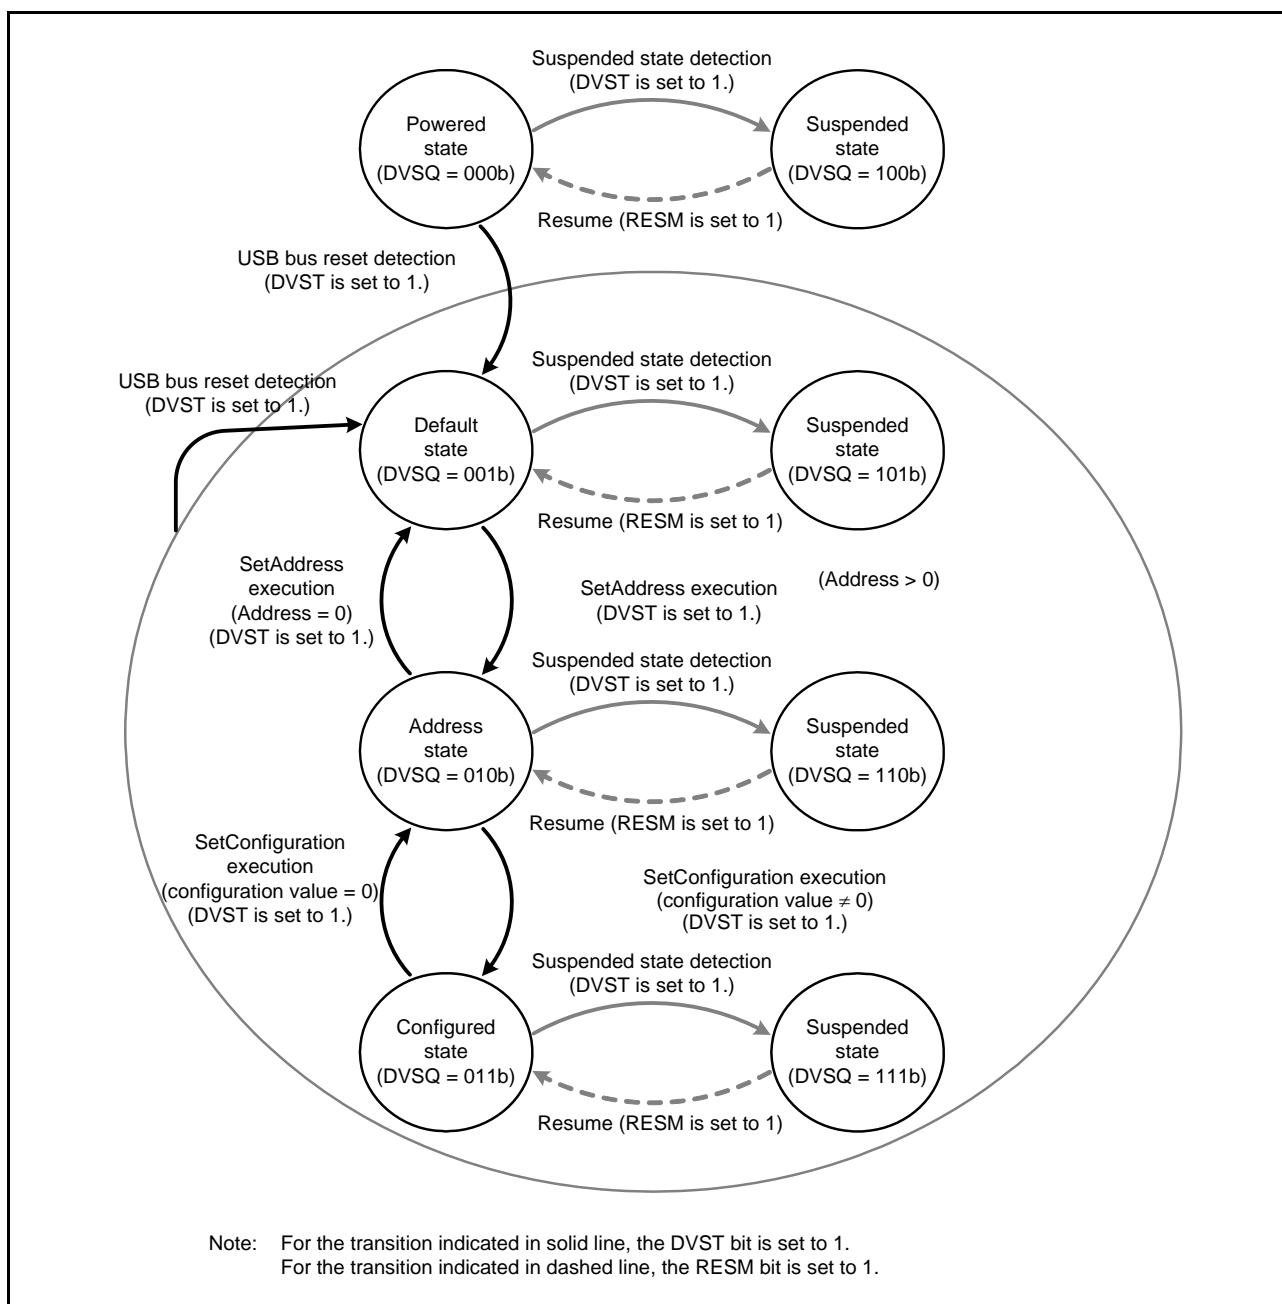 Suspended state detection
(DVST is set to 1.)
Powered
state
(DVSQ = 000b)
Suspended
state
(DVSQ = 100b)
Resume (RESM is set to 1)
USB bus reset detection
(DVST is set to 1.)
Suspended state detection
(DVST is set to 1.)
USB bus reset detection
(DVST is set to 1.)
Default
state
(DVSQ = 001b)
Suspended
state
(DVSQ = 101b)
Resume (RESM is set to 1)
SetAddress
execution
(Address = 0)
(DVST is set to 1.)
SetAddress execution
(DVST is set to 1.)
(Address > 0)
Suspended state detection
(DVST is set to 1.)
Address
state
(DVSQ = 010b)
Suspended
state
(DVSQ = 110b)
Resume (RESM is set to 1)
SetConfiguration
execution
(configuration value = 0)
(DVST is set to 1.)
SetConfiguration execution
(configuration value ≠ 0)
(DVST is set to 1.)
Suspended state detection
(DVST is set to 1.)
Configured
state
(DVSQ = 011b)
Suspended
state
(DVSQ = 111b)
Resume (RESM is set to 1)
Note: For the transition indicated in solid line, the DVST bit is set to 1.
For the transition indicated in dashed line, the RESM bit is set to 1.